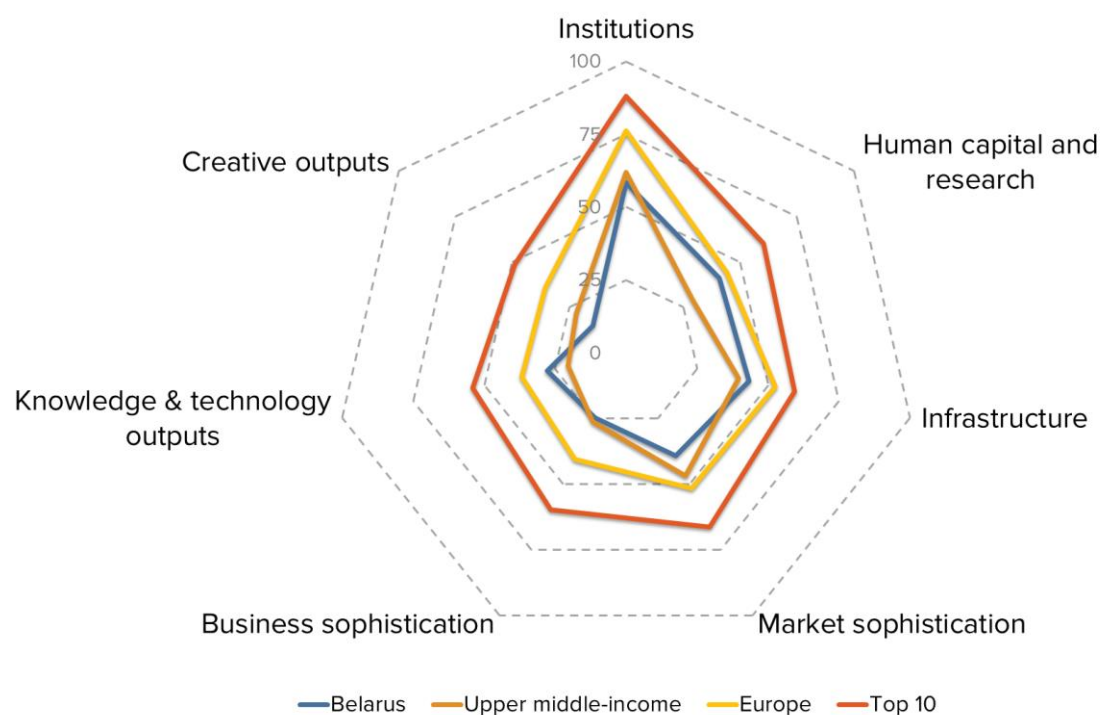 Institutions
100
75
50
25
0
Human capital and
research
Infrastructure
Market sophistication
Business sophistication
Knowledge & technology
outputs
Creative outputs
Belarus
Upper middle-income
Europe
Top 10